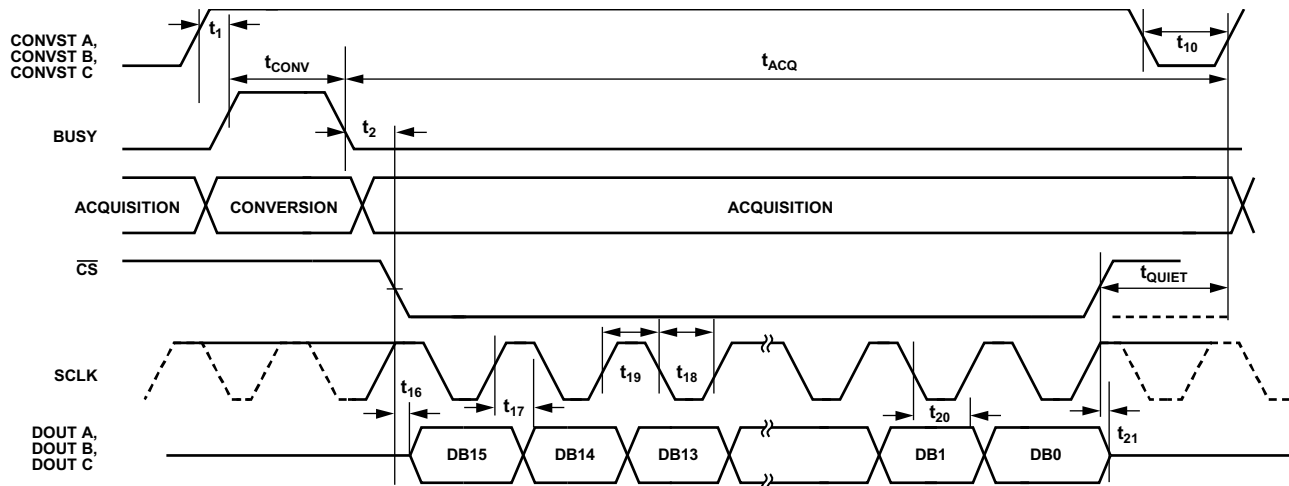 CONVST A,
CONVST B,
CONVST C
t1
tCONV
tACQ
t10
BUSY
t2
ACQUISITION
CONVERSION
ACQUISITION
CS
tQUIET
SCLK
t16
t17
t19
t18
t20
t21
DOUT A,
DOUT B,
DOUT C
DB15
DB14
DB13
DB1
DB0